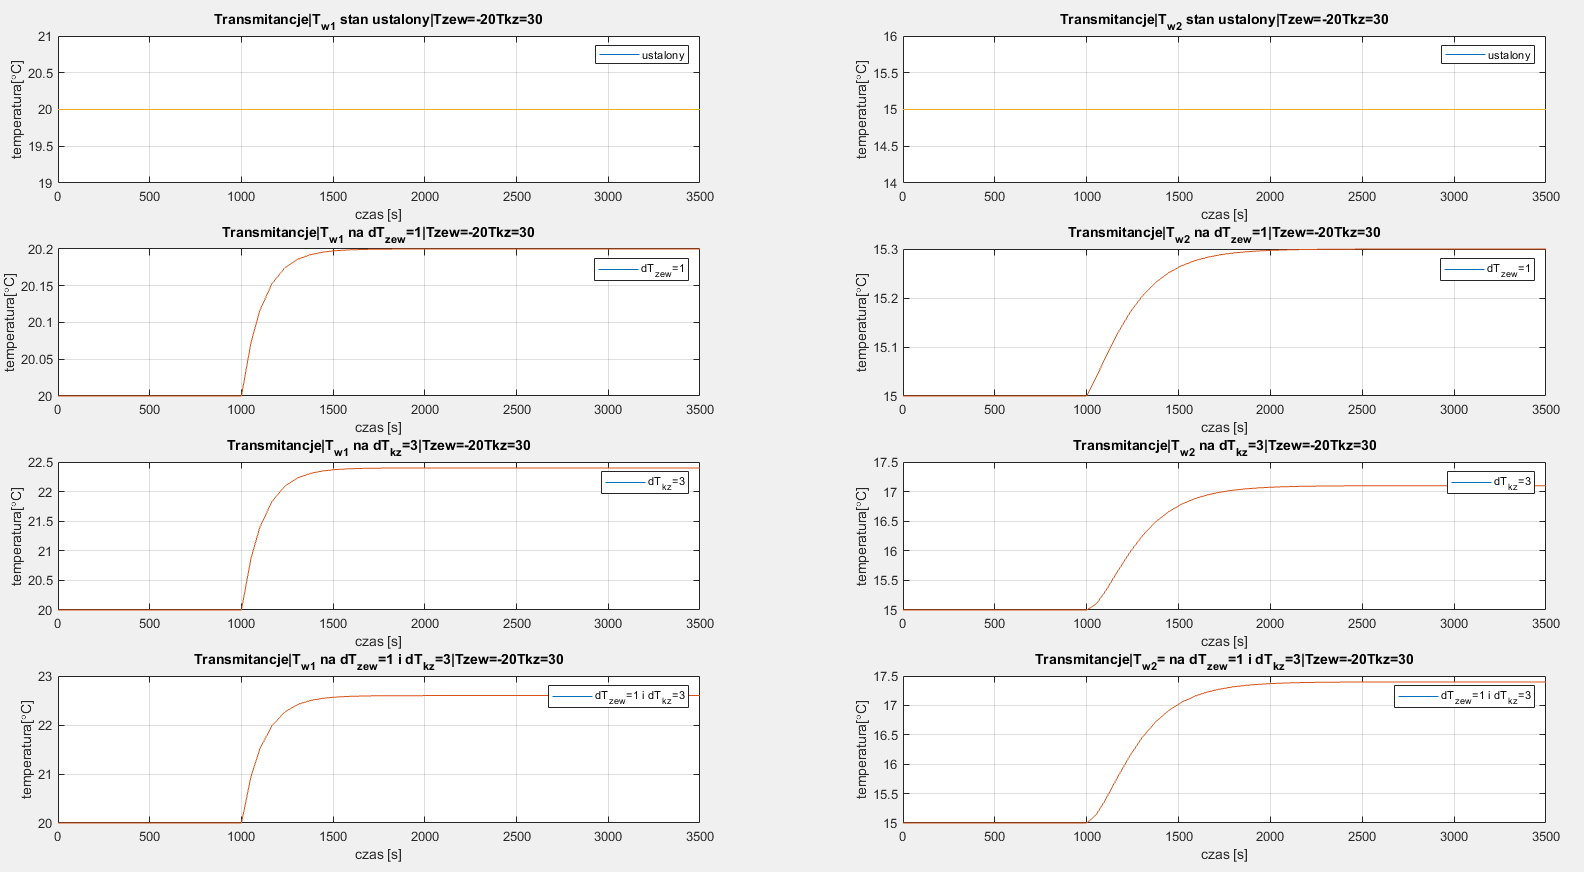 Transmitancje|Tw1 stan ustalony|Tzew=-20Tkz=30
21
20.5
20
19.5
19
temperatura[°C]
ustalony
0 500 1000 1500 2000 2500 3000 3500
czas [s]
Transmitancje|Tw2 stan ustalony|Tzew=-20Tkz=30
16
15.5
15
14.5
14
temperatura[°C]
ustalony
0 500 1000 1500 2000 2500 3000 3500
czas [s]
Transmitancje|Tw1 na dTzew=1|Tzew=-20Tkz=30
20.2
20.15
20.1
20.05
20
temperatura[°C]
dTzew=1
0 500 1000 1500 2000 2500 3000 3500
czas [s]
Transmitancje|Tw2 na dTzew=1|Tzew=-20Tkz=30
15.3
15.2
15.1
15
temperatura[°C]
dTzew=1
0 500 1000 1500 2000 2500 3000 3500
czas [s]
Transmitancje|Tw1 na dTkz=3|Tzew=-20Tkz=30
22.5
22
21.5
21
20.5
20
temperatura[°C]
dTkz=3
0 500 1000 1500 2000 2500 3000 3500
czas [s]
Transmitancje|Tw2 na dTkz=3|Tzew=-20Tkz=30
17.5
17
16.5
16
15.5
15
temperatura[°C]
dTkz=3
0 500 1000 1500 2000 2500 3000 3500
czas [s]
Transmitancje|Tw1 na dTzew=1 i dTkz=3|Tzew=-20Tkz=30
23
22
21
20
temperatura[°C]
dTzew=1 i dTkz=3
0 500 1000 1500 2000 2500 3000 3500
czas [s]
Transmitancje|Tw2= na dTzew=1 i dTkz=3|Tzew=-20Tkz=30
17.5
17
16.5
16
15.5
15
temperatura[°C]
dTzew=1 i dTkz=3
0 500 1000 1500 2000 2500 3000 3500
czas [s]